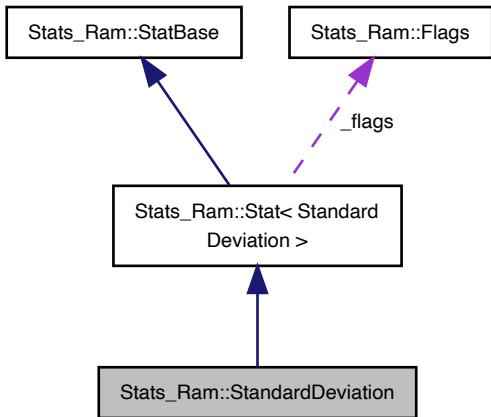 Stats_Ram::StatBase
Stats_Ram::Flags
_flags
Stats_Ram::Stat< Standard
Deviation >
Stats_Ram::StandardDeviation